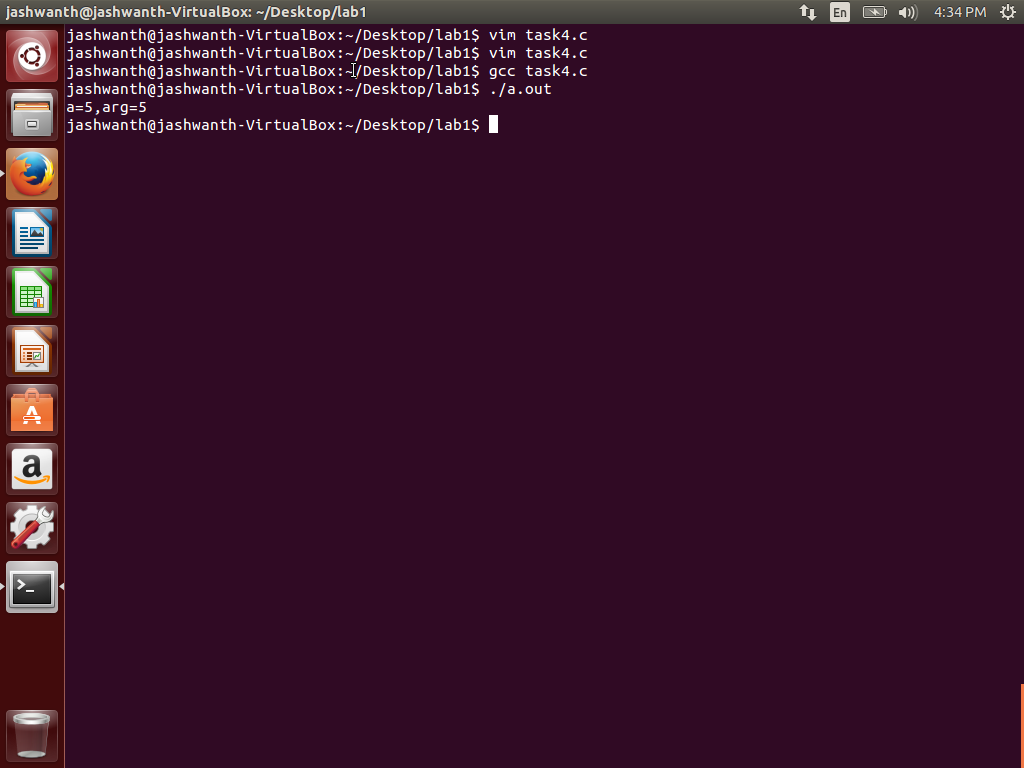 jashwanth@jashwanth-VirtualBox: ~/Desktop/lab1
En
4:34 PM
jashwanth@jashwanth-VirtualBox:~/Desktop/lab1$ vim task4.c
jashwanth@jashwanth-VirtualBox:~/Desktop/lab1$ vim task4.c
jashwanth@jashwanth-VirtualBox:~/Desktop/lab1$ gcc task4.c
jashwanth@jashwanth-VirtualBox:~/Desktop/lab1$ ./a.out
a=5,arg=5
jashwanth@jashwanth-VirtualBox:~/Desktop/lab1$